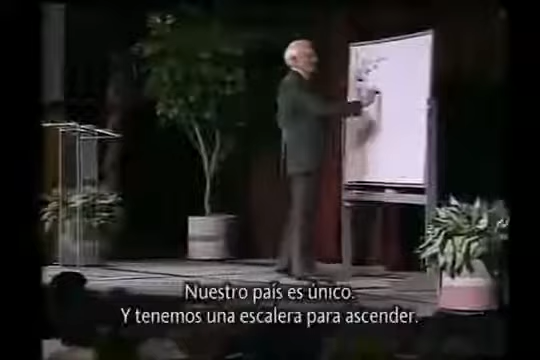 Nuestro país es único.
Y tenemos una escalera para ascender.